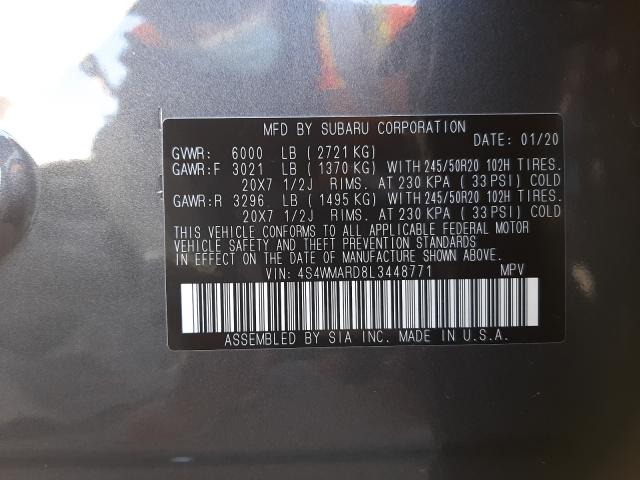 MFD BY SUBARU CORPORATION
DATE: 01/20
GVWR: 6000 LB ( 2721 KG)
GAWR:F 3021 LB ( 1370 KG) WITH 245/50R20 102H TIRES.
20X7 1/2J RIMS. AT 230 KPA ( 33 PSI) COLD
GAWR:R 3296 LB ( 1495 KG) WITH 245/50R20 102H TIRES.
20X7 1/2J RIMS. AT 230 KPA ( 33 PSI) COLD
THIS VEHICLE CONFORMS TO ALL APPLICABLE FEDERAL MOTOR
VEHICLE SAFETY AND THEFT PREVENTION STANDARDS
IN EFFECT ON THE DATE OF MANUFACTURE SHOWN ABOVE.
VIN: 4S4WMARD8L3448771 MPV
ASSEMBLED BY SIA INC. MADE IN U.S.A.